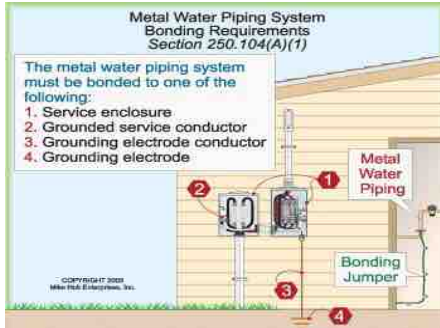 Metal Water Piping System
Bonding Requirements
Section 250.104(A)(1)
The metal water piping system
must be bonded to one of the
following:
1. Service enclosure
2. Grounded service conductor
3. Grounding electrode conductor
4. Grounding electrode
1
2
Metal
Water
Piping
Bonding
Jumper
3
4
COPYRIGHT
Mike Holt Enterprises, Inc.